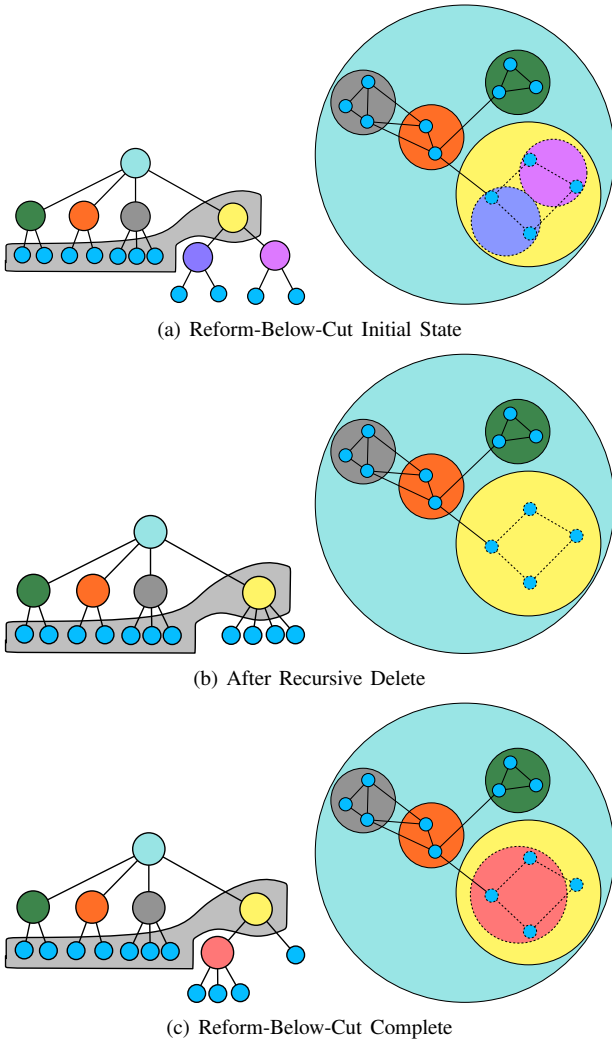 (a) Reform-Below-Cut Initial State
(b) After Recursive Delete
(c) Reform-Below-Cut Complete